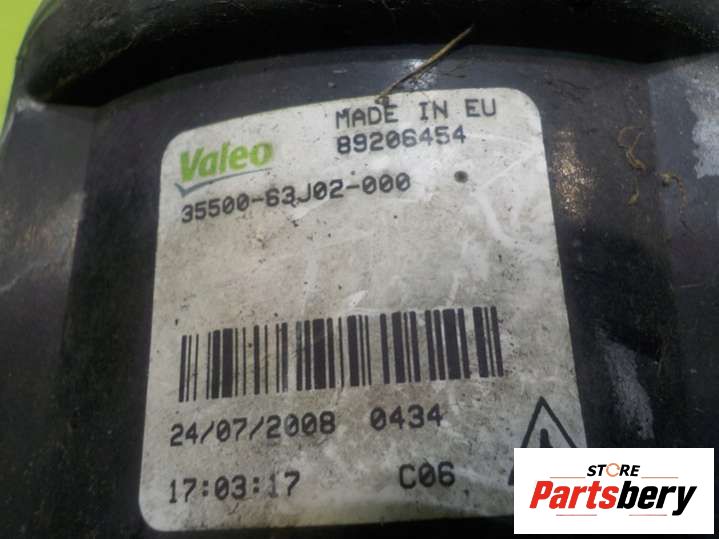 MADE IN EU
Valeo 89206454
35500-63J02-000
24/07/2008 0434
17:03:17 C06
STORE
Partsbery